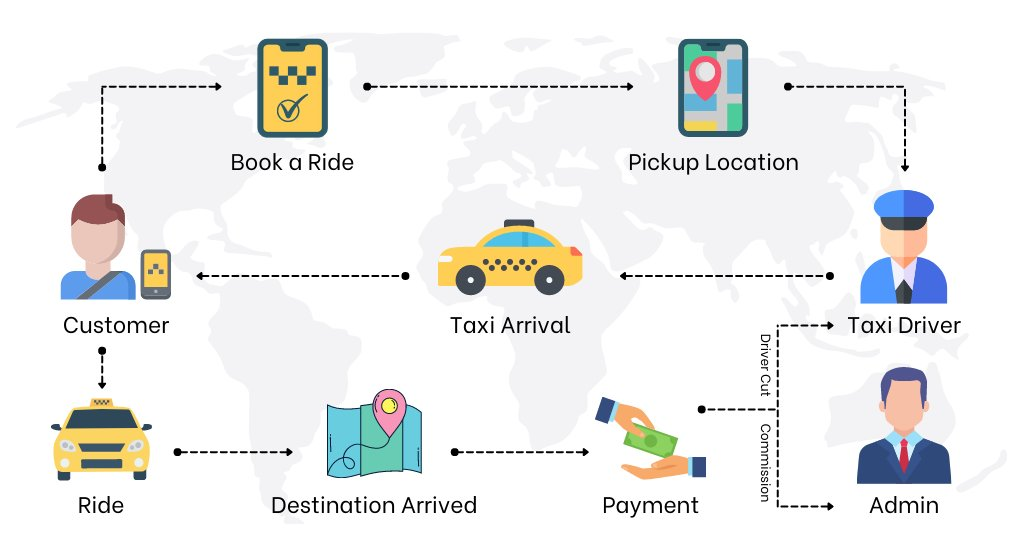 Book a Ride
Pickup Location
Customer
Taxi Arrival
Taxi Driver
Driver Cut
Commission
Ride
Destination Arrived
Payment
Admin